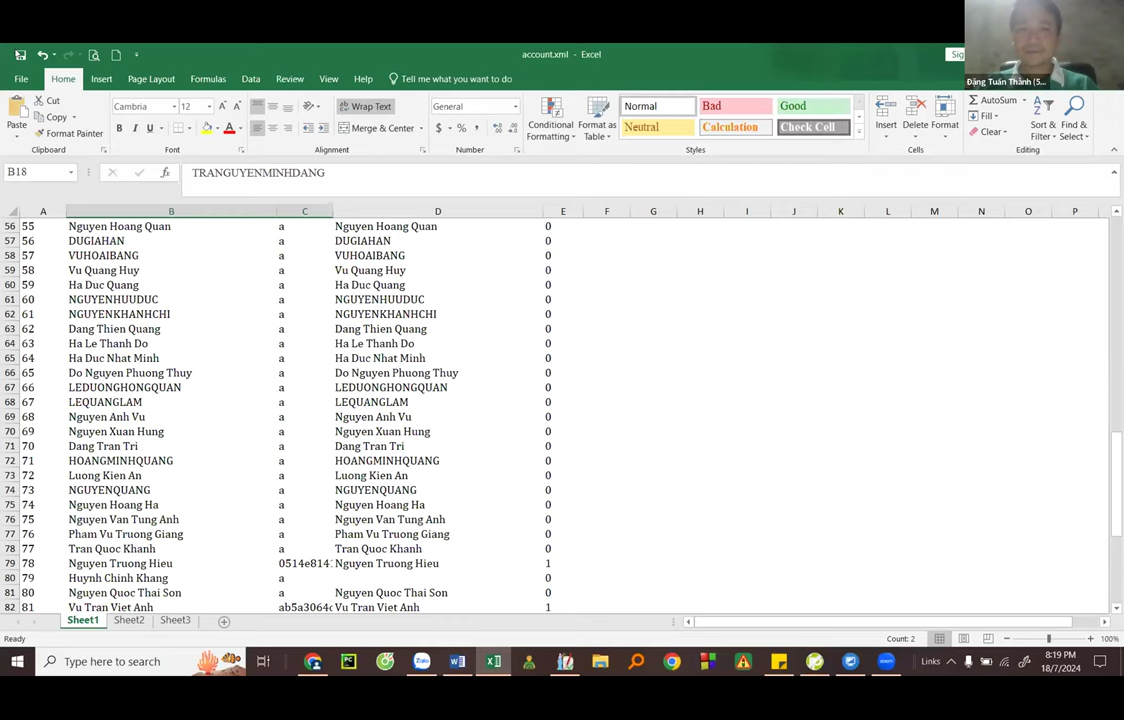 account.xml - Excel
Sig
Đặng Tuấn Thành (5...
File Home Insert Page Layout Formulas Data Review View Help Tell me what you want to do
Paste
Cut
Copy
Format Painter
Clipboard
Cambria 12
B I U
Font
Wrap Text
Merge & Center
Alignment
General
$ % ,
Number
Conditional Formatting
Format as Table
Normal Bad Good
Neutral Calculation Check Cell
Styles
Insert Delete Format
Cells
AutoSum
Fill
Clear
Sort & Filter
Find & Select
Editing
B18 fx TRANGUYENMINHDANG
A B C D E F G H I J K L M N O P
56 55 Nguyen Hoang Quan a Nguyen Hoang Quan 0
57 56 DUGIAHAN a DUGIAHAN 0
58 57 VUHOAIBANG a VUHOAIBANG 0
59 58 Vu Quang Huy a Vu Quang Huy 0
60 59 Ha Duc Quang a Ha Duc Quang 0
61 60 NGUYENHUUDUC a NGUYENHUUDUC 0
62 61 NGUYENKHANHCHI a NGUYENKHANHCHI 0
63 62 Dang Thien Quang a Dang Thien Quang 0
64 63 Ha Le Thanh Do a Ha Le Thanh Do 0
65 64 Ha Duc Nhat Minh a Ha Duc Nhat Minh 0
66 65 Do Nguyen Phuong Thuy a Do Nguyen Phuong Thuy 0
67 66 LEDUONGHONGQUAN a LEDUONGHONGQUAN 0
68 67 LEQUANGLAM a LEQUANGLAM 0
69 68 Nguyen Anh Vu a Nguyen Anh Vu 0
70 69 Nguyen Xuan Hung a Nguyen Xuan Hung 0
71 70 Dang Tran Tri a Dang Tran Tri 0
72 71 HOANGMINHQUANG a HOANGMINHQUANG 0
73 72 Luong Kien An a Luong Kien An 0
74 73 NGUYENQUANG a NGUYENQUANG 0
75 74 Nguyen Hoang Ha a Nguyen Hoang Ha 0
76 75 Nguyen Van Tung Anh a Nguyen Van Tung Anh 0
77 76 Pham Vu Truong Giang a Pham Vu Truong Giang 0
78 77 Tran Quoc Khanh a Tran Quoc Khanh 0
79 78 Nguyen Truong Hieu 0514e814 Nguyen Truong Hieu 1
80 79 Huynh Chinh Khang a 0
81 80 Nguyen Quoc Thai Son a Nguyen Quoc Thai Son 0
82 81 Vu Tran Viet Anh ab5a3064 Vu Tran Viet Anh 1
Sheet1 Sheet2 Sheet3
Ready Count: 2 100%
Type here to search
Links
8:19 PM
18/7/2024